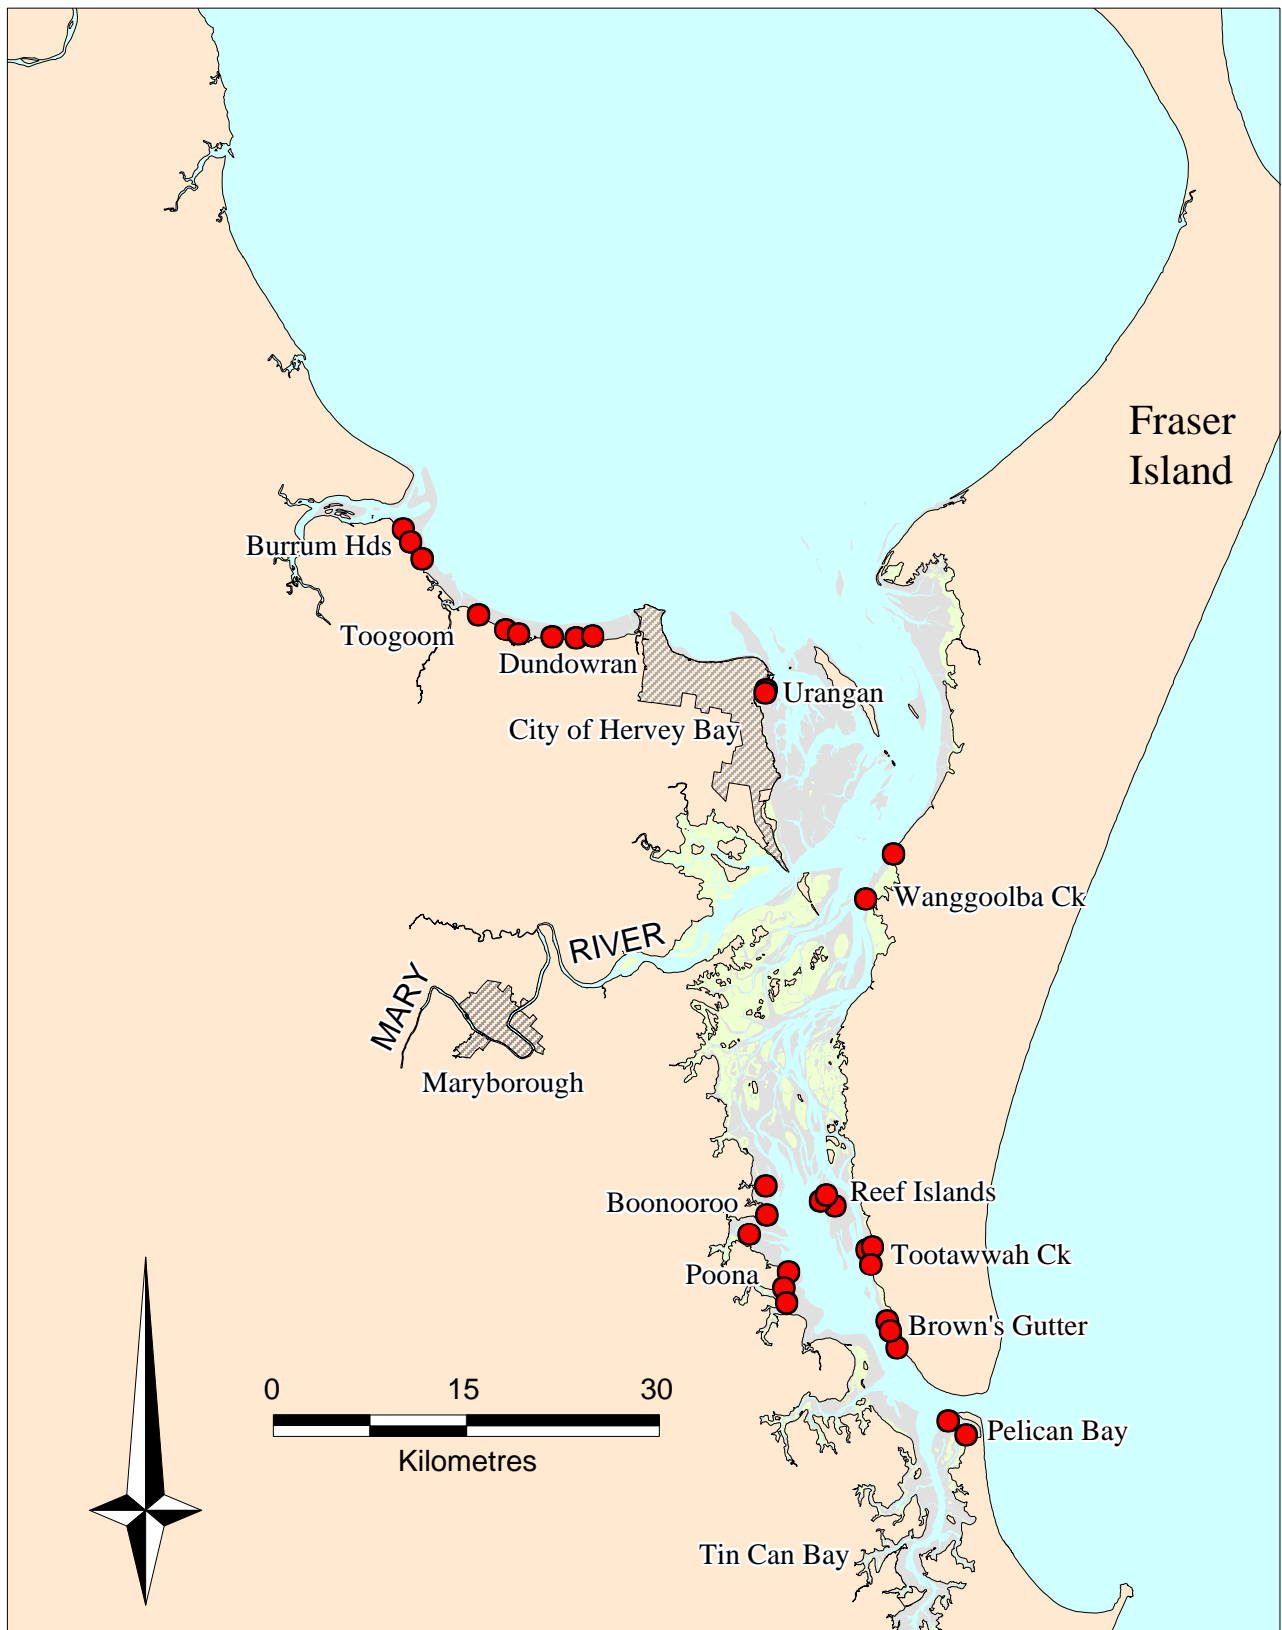 Fraser
Island
Burrum Hds
Toogoom
Dundowran
Urangan
City of Hervey Bay
Wanggoolba Ck
RIVER
MARY
Maryborough
Reef Islands
Boonooroo
Tootawwah Ck
Poona
Brown's Gutter
0 15 30
Kilometres
Pelican Bay
Tin Can Bay